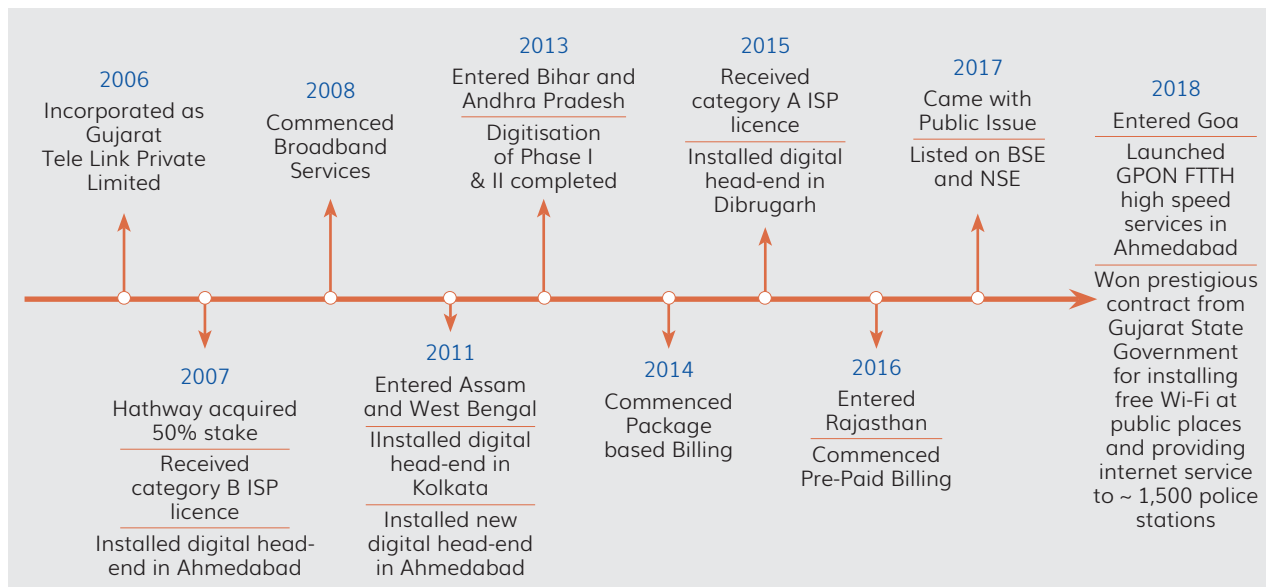 2006
Incorporated as
Gujarat
Tele Link Private
Limited
2007
Hathway acquired
50% stake
Received
category B ISP
licence
Installed digital head-
end in Ahmedabad
2008
Commenced
Broadband
Services
2011
Entered Assam
and West Bengal
IInstalled digital
head-end in
Kolkata
Installed new
digital head-end
in Ahmedabad
2013
Entered Bihar and
Andhra Pradesh
Digitisation
of Phase I
& II completed
2014
Commenced
Package
based Billing
2015
Received
category A ISP
licence
Installed digital
head-end in
Dibrugarh
2016
Entered
Rajasthan
Commenced
Pre-Paid Billing
2017
Came with
Public Issue
Listed on BSE
and NSE
2018
Entered Goa
Launched
GPON FTTH
high speed
services in
Ahmedabad
Won prestigious
contract from
Gujarat State
Government
for installing
free Wi-Fi at
public places
and providing
internet service
to ~ 1,500 police
stations